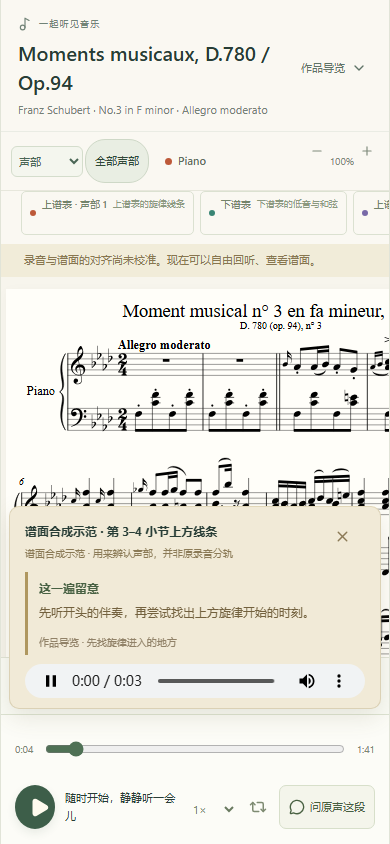 一起听见音乐
Moments musicaux, D.780 /
Op.94
作品导览
Franz Schubert · No.3 in F minor · Allegro moderato
声部
全部声部
Piano
100%
上谱表 · 声部 1 上谱表的旋律线条
下谱表 下谱表的低音与和弦
录音与谱面的对齐尚未校准。现在可以自由回听、查看谱面。
Moment musical n° 3 en fa mineur,
D. 780 (op. 94), n° 3
Allegro moderato
Piano
6
谱面合成示范 · 第 3–4 小节上方线条
谱面合成示范 · 用来辨认声部，并非原录音分轨
这一遍留意
先听开头的伴奏，再尝试找出上方旋律开始的时刻。
作品导览 · 先找旋律进入的地方
0:00 / 0:03
0:04
1:41
随时开始，静静听一会
儿
1×
问原声这段